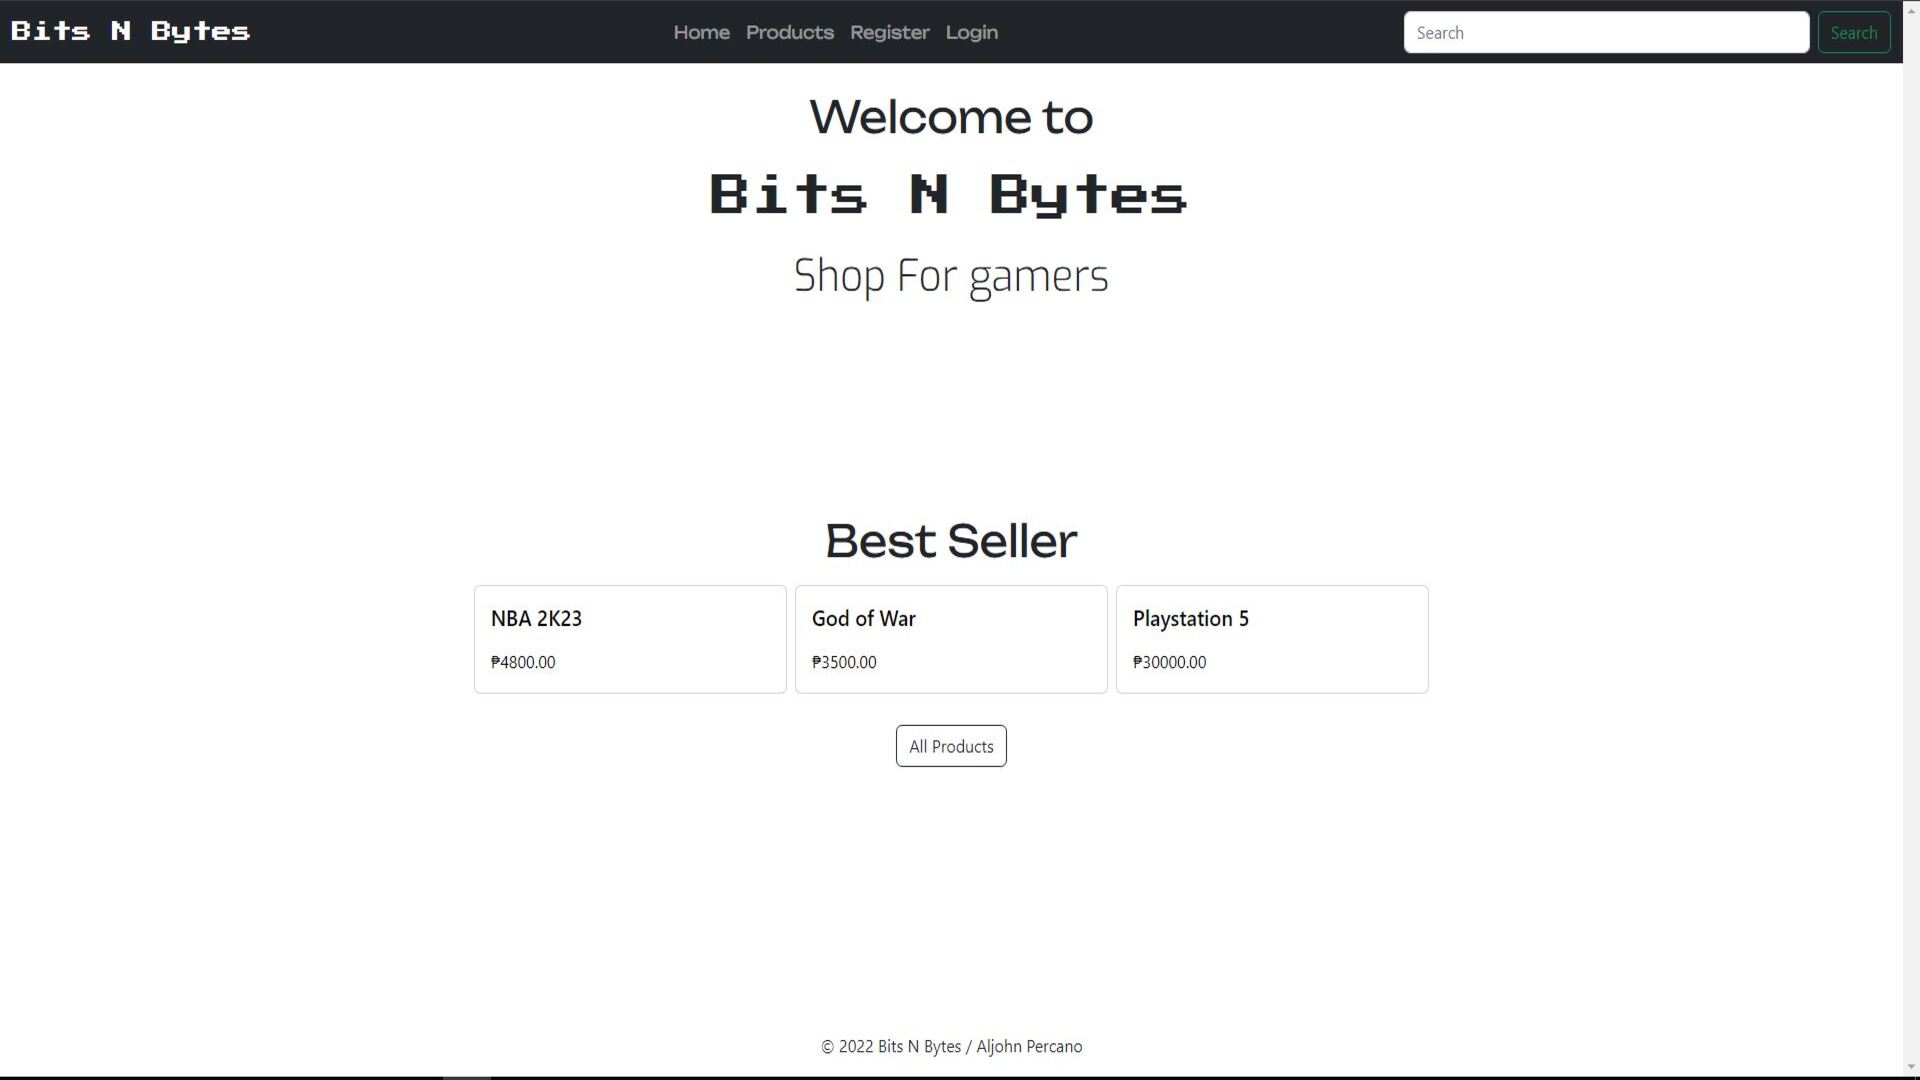 Bits N Bytes
Home Products Register Login
Search
Search
Welcome to
Bits N Bytes
Shop For gamers
Best Seller
NBA 2K23
₱4800.00
God of War
₱3500.00
Playstation 5
₱30000.00
All Products
© 2022 Bits N Bytes / Aljohn Percano